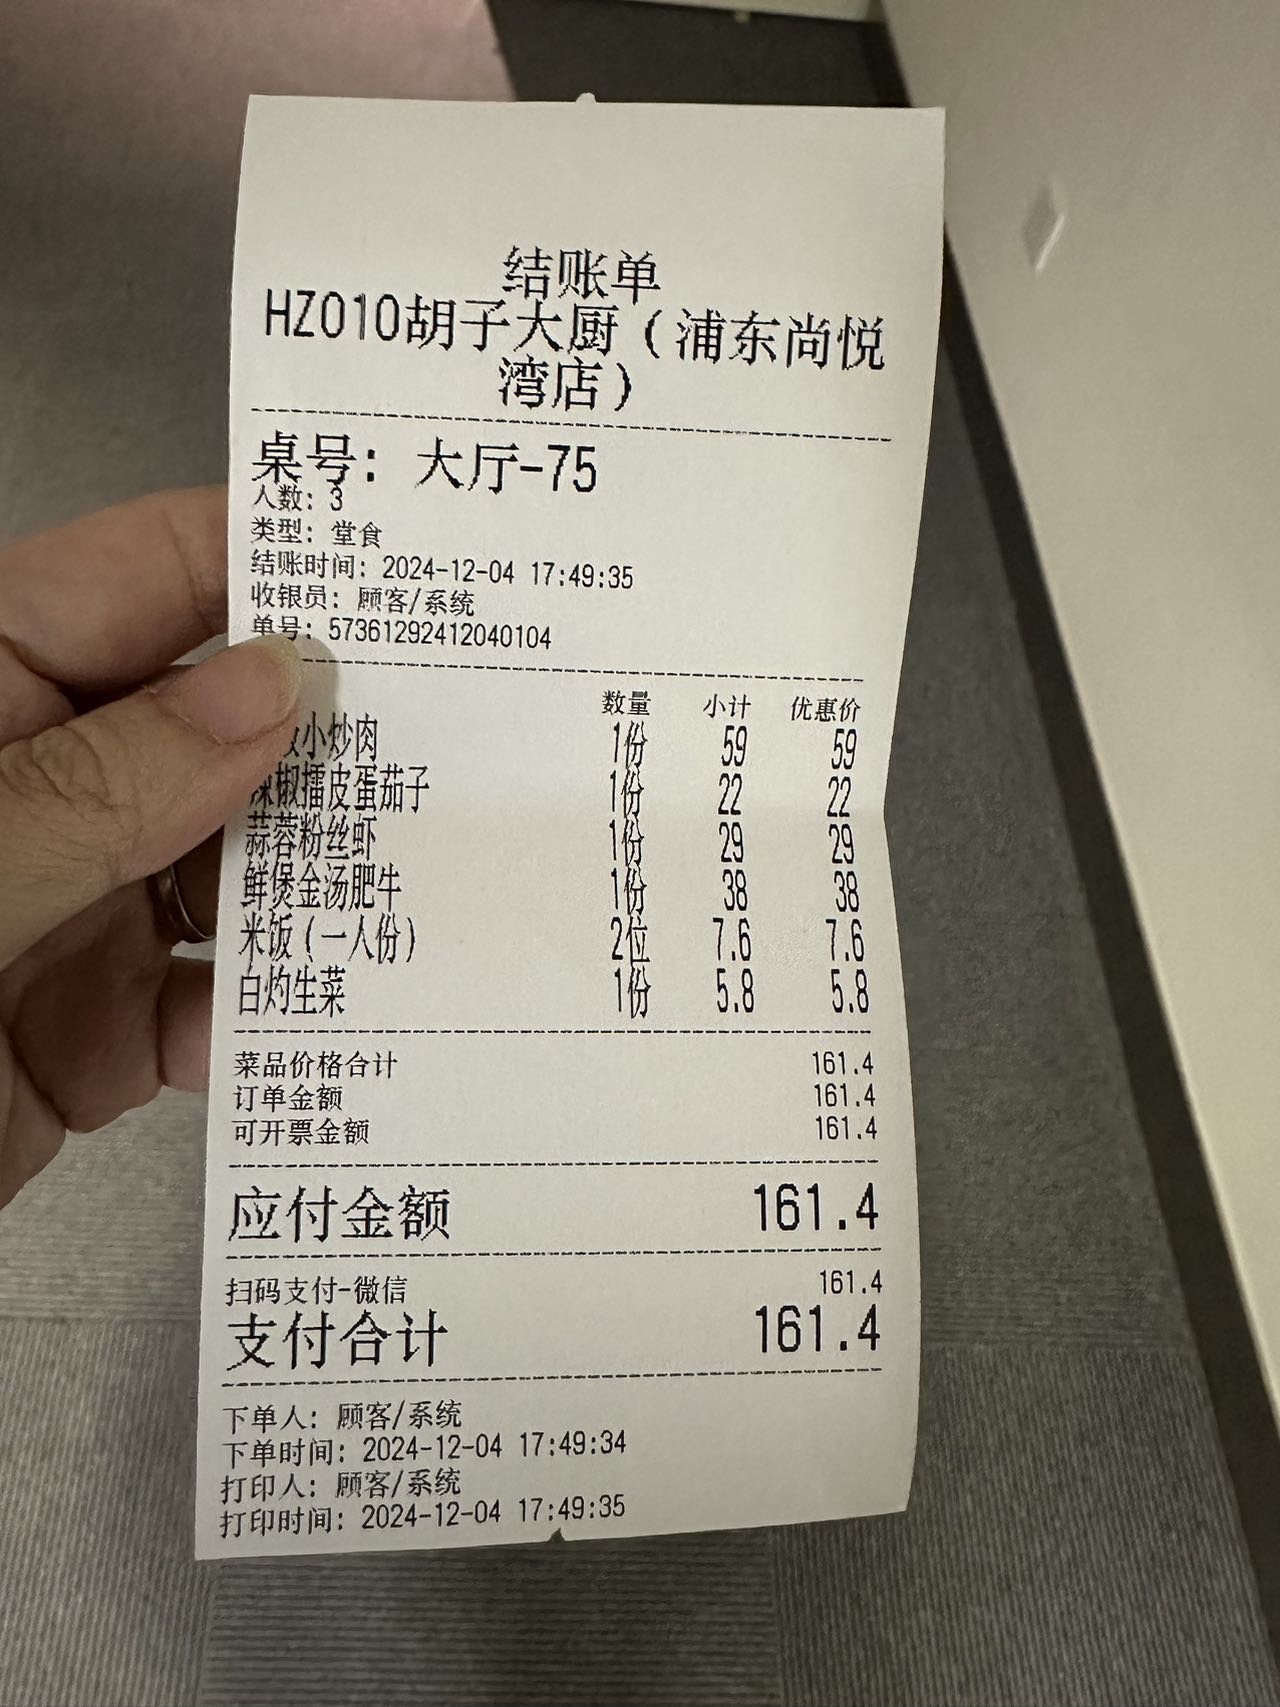 结账单
HZ010胡子大厨（浦东尚悦
湾店）
桌号：大厅-75
人数：3
类型：堂食
结账时间：2024-12-04 17:49:35
收银员：顾客/系统
单号：57361292412040104
数量 小计 优惠价
小炒肉 1份 59 59
辣椒擂皮蛋茄子 1份 22 22
蒜蓉粉丝虾 1份 29 29
鲜煲金汤肥牛 1份 38 38
米饭（一人份） 2位 7.6 7.6
白灼生菜 1份 5.8 5.8
菜品价格合计 161.4
订单金额 161.4
可开票金额 161.4
应付金额 161.4
扫码支付-微信 161.4
支付合计 161.4
下单人：顾客/系统
下单时间：2024-12-04 17:49:34
打印人：顾客/系统
打印时间：2024-12-04 17:49:35